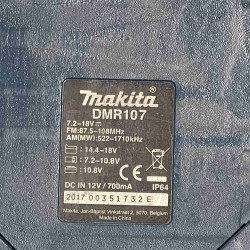 makita
DMR107
7.2-18V
FM:87.5-108MHz
AM(MW):522-1710kHz
: 14.4-18V
: 7.2-10.8V
: 10.8V
CE
DC IN 12V / 700mA
IP64
2017 00351732 E
Makita, Jan-Baptist Vinkstraat 2, 3070, Belgium
Made in China